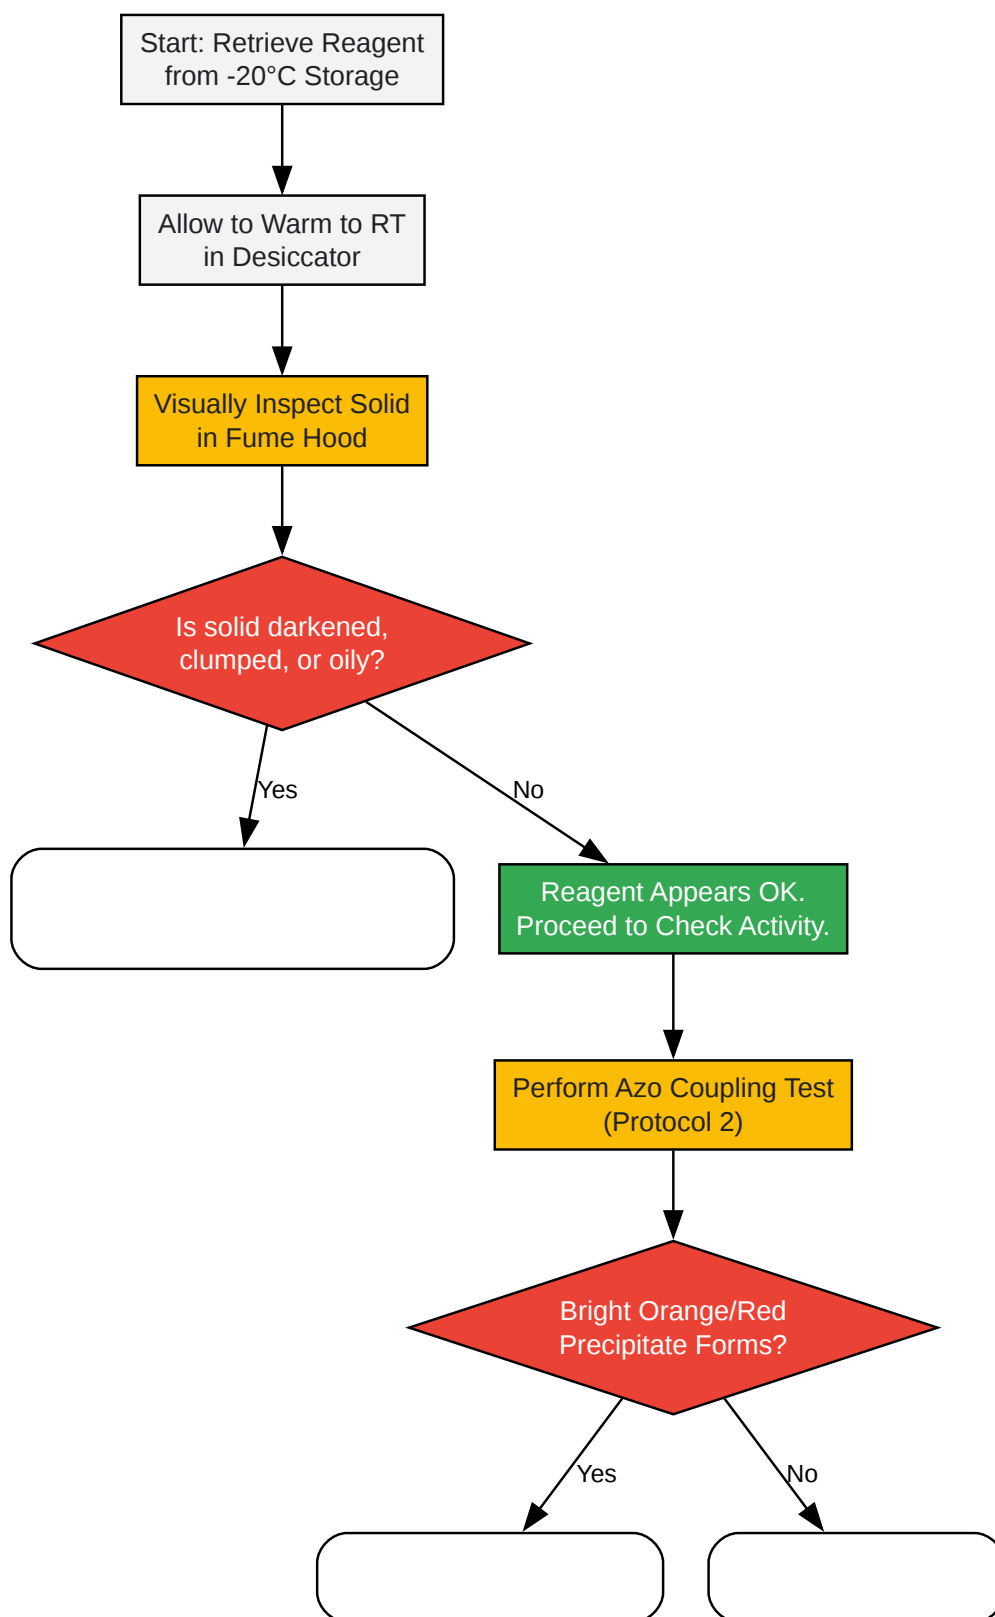 Start: Retrieve Reagent
from -20°C Storage
Allow to Warm to RT
in Desiccator
Visually Inspect Solid
in Fume Hood
Is solid darkened,
clumped, or oily?
Yes
No
Reagent Appears OK.
Proceed to Check Activity.
Perform Azo Coupling Test
(Protocol 2)
Bright Orange/Red
Precipitate Forms?
Yes
No